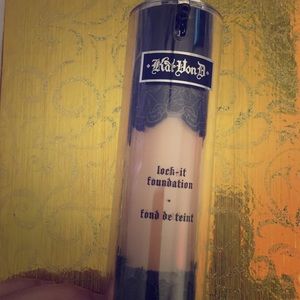 Kat Von D
lock-it
foundation
•
fond de teint